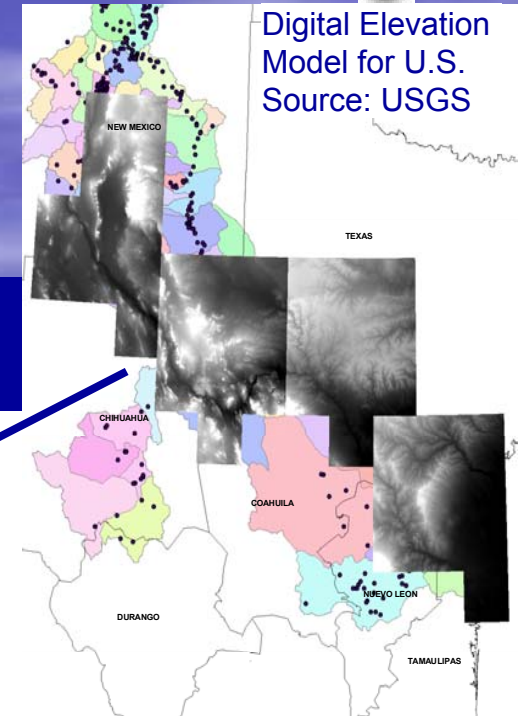 Digital Elevation
Model for U.S.
Source: USGS
NEW MEXICO
TEXAS
CHIHUAHUA
COAHUILA
NUEVO LEON
DURANGO
TAMAULIPAS